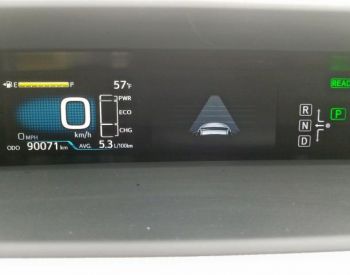 E F 57°F READY
PWR
0 ECO R
P
0 MPH km/h CHG N
ODO 90071 km AVG. 5.3 L/100km D